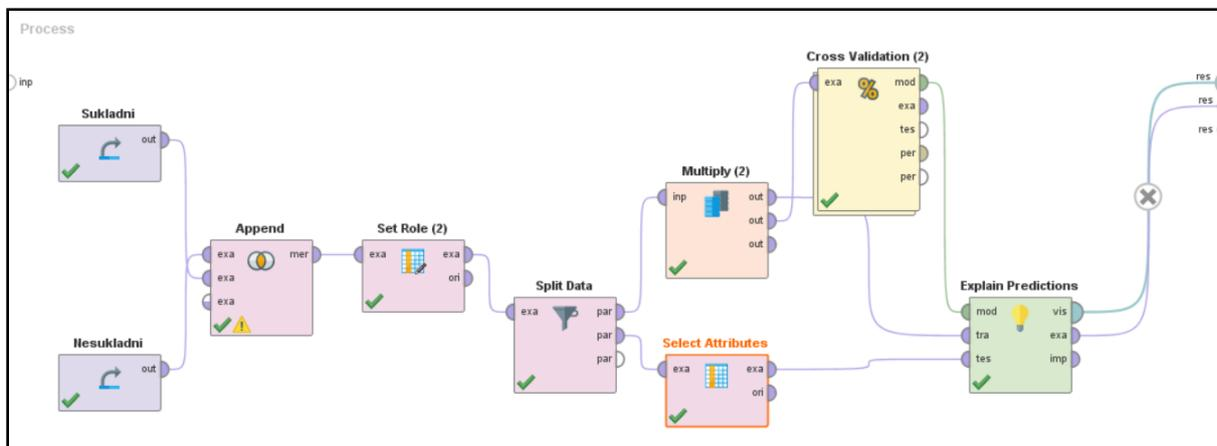 Process
inp
Sukladni
out
Nesukladni
out
Append
exa
mer
exa
exa
Set Role (2)
exa
exa
ori
Split Data
exa
par
par
par
Multiply (2)
inp
out
out
out
Select Attributes
exa
exa
ori
Cross Validation (2)
exa
mod
%
exa
tes
per
per
Explain Predictions
mod
vis
tra
exa
tes
imp
res
res
res